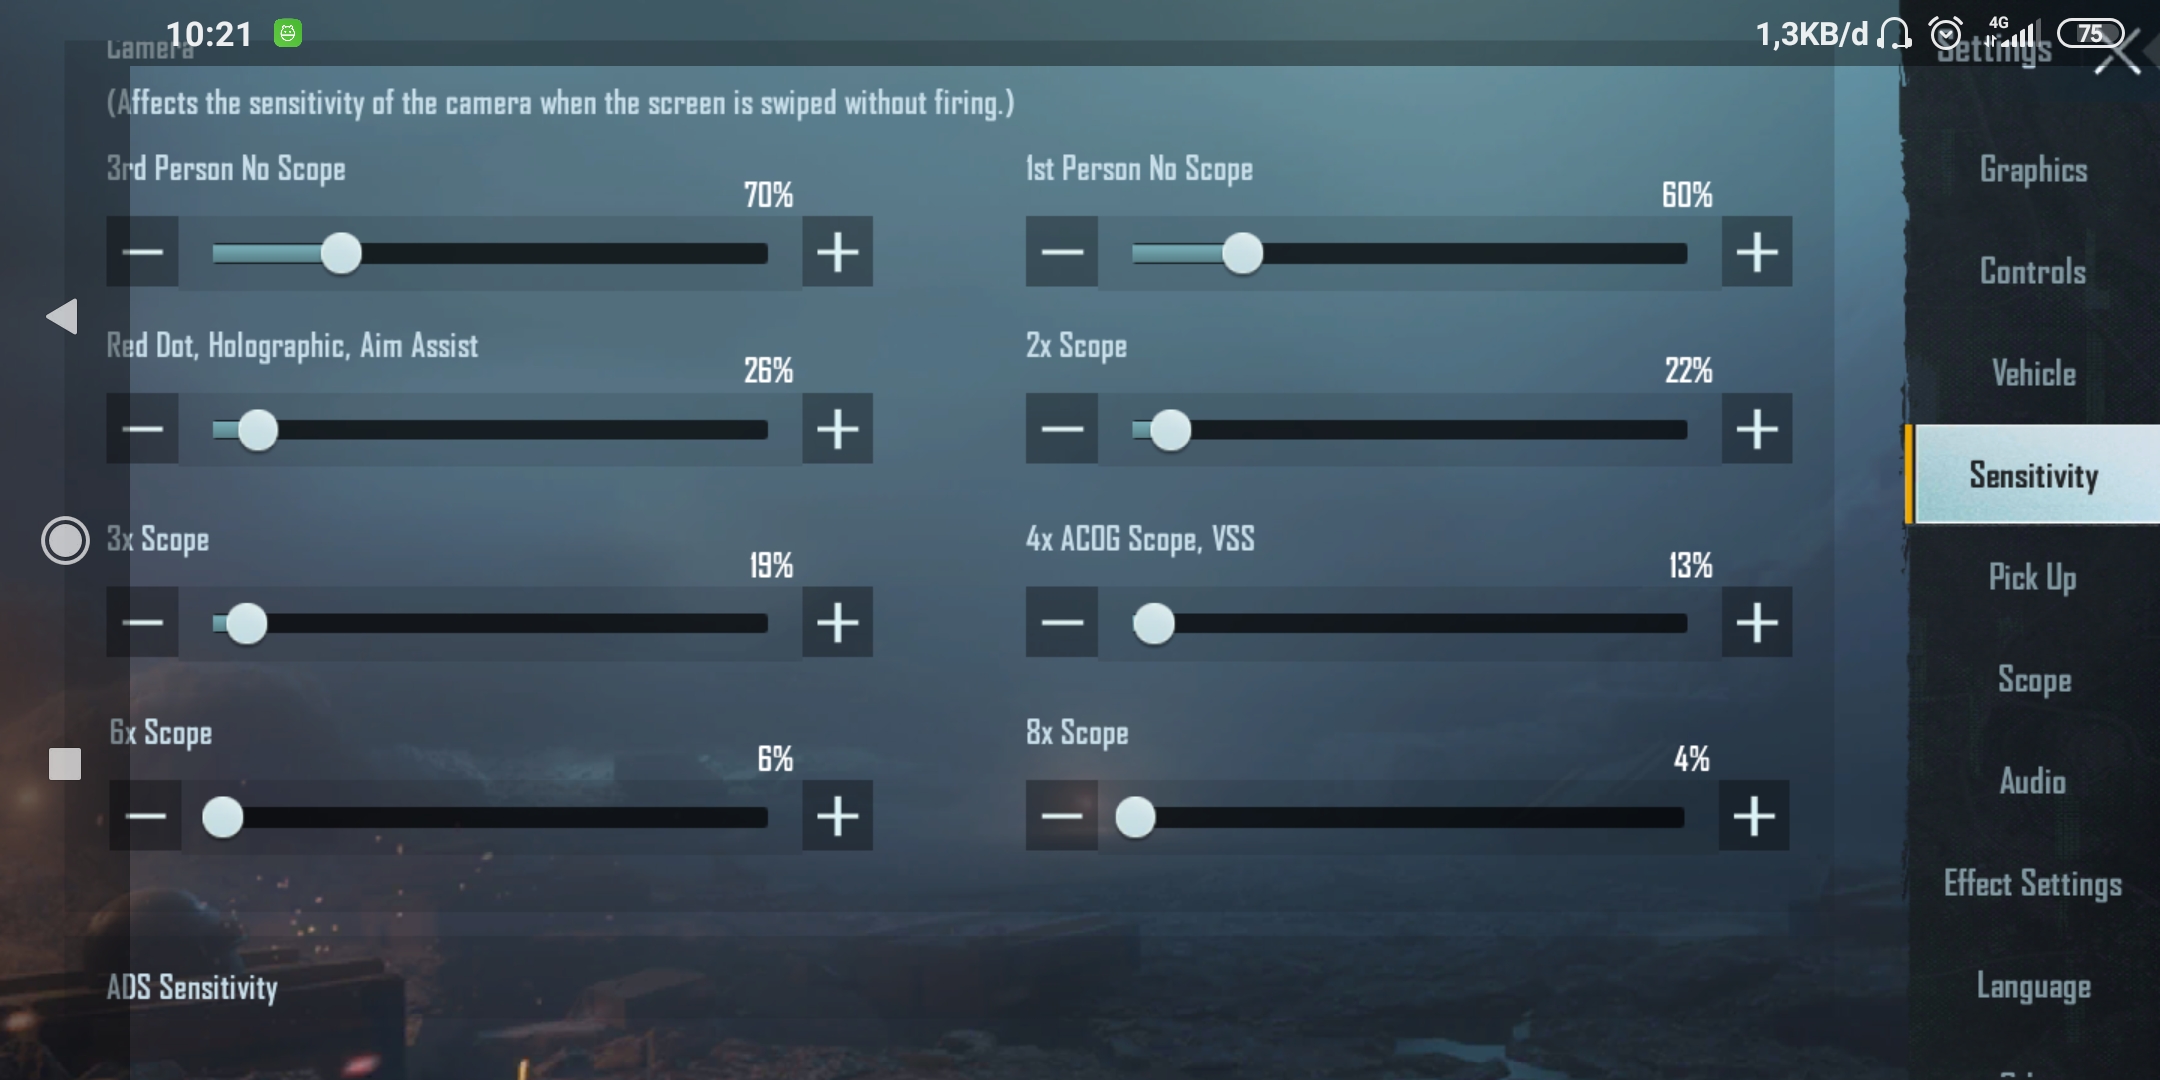 10:21
1,3KB/d
4G
75
Camera
Settings
(Affects the sensitivity of the camera when the screen is swiped without firing.)
3rd Person No Scope
70%
1st Person No Scope
60%
Red Dot, Holographic, Aim Assist
26%
2x Scope
22%
3x Scope
19%
4x ACOG Scope, VSS
13%
6x Scope
6%
8x Scope
4%
ADS Sensitivity
Graphics
Controls
Vehicle
Sensitivity
Pick Up
Scope
Audio
Effect Settings
Language